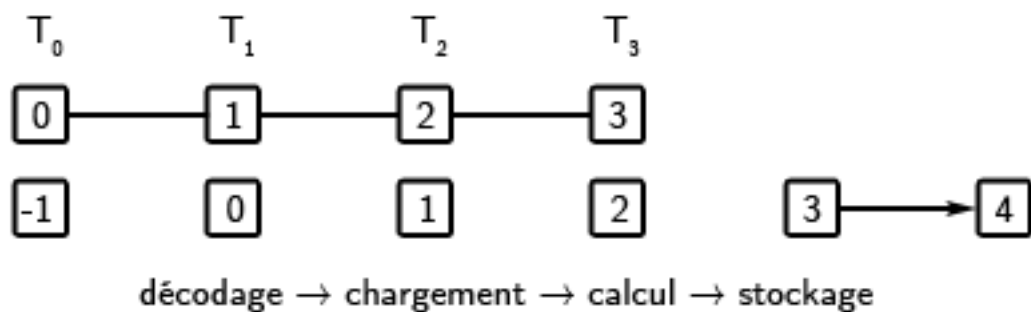 T₀ T₁ T₂ T₃
0 1 2 3
-1 0 1 2 3 4
décodage → chargement → calcul → stockage